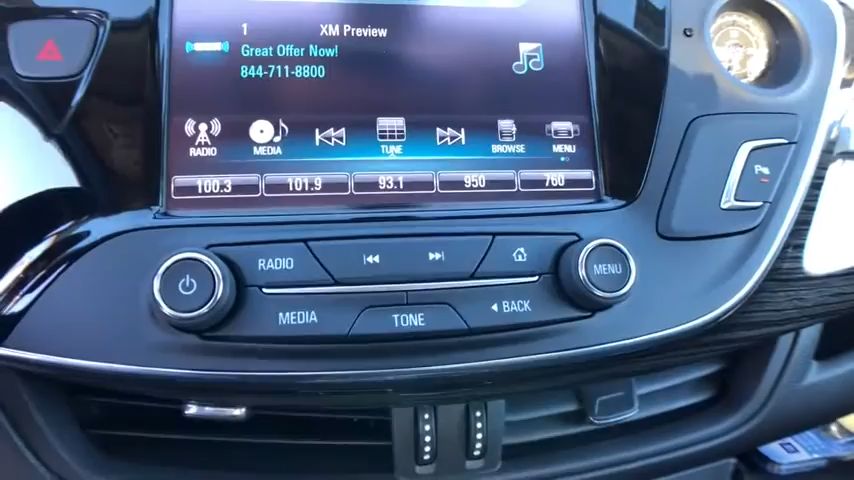 1
XM Preview
Great Offer Now!
844-711-8800
RADIO
MEDIA
TUNE
BROWSE
MENU
100.3
101.9
93.1
950
760
RADIO
MENU
MEDIA
TONE
BACK